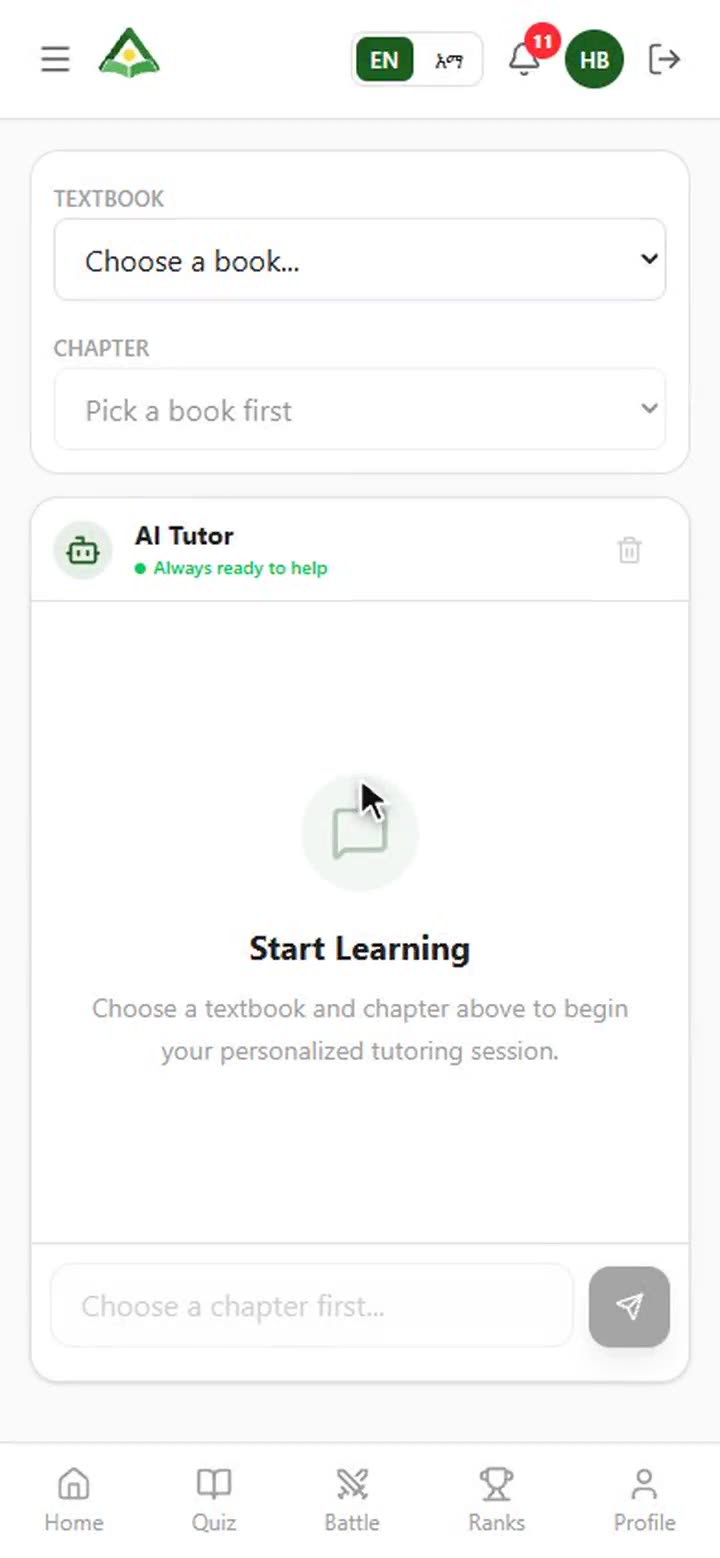 EN
አማ
11
HB
TEXTBOOK
Choose a book...
CHAPTER
Pick a book first
AI Tutor
Always ready to help
Start Learning
Choose a textbook and chapter above to begin
your personalized tutoring session.
Choose a chapter first...
Home
Quiz
Battle
Ranks
Profile